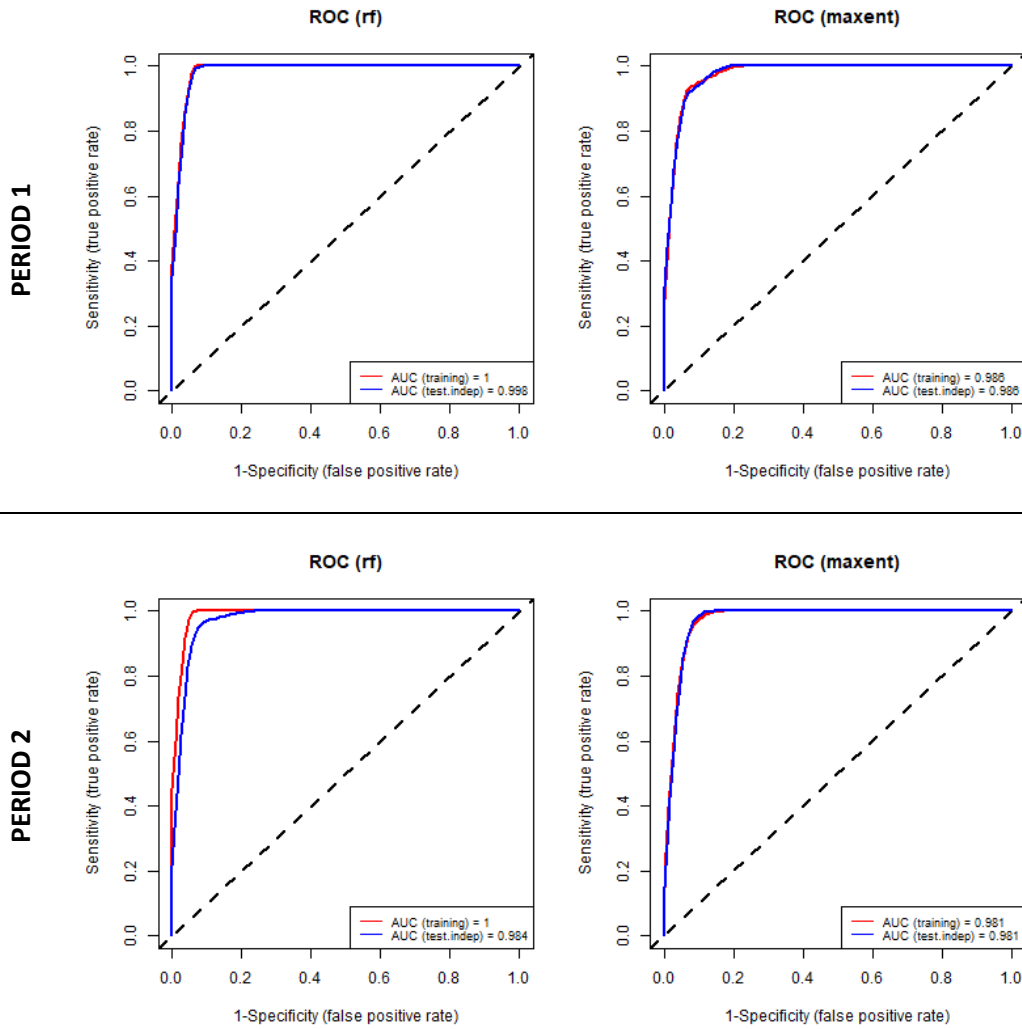 ROC (rf)
1.0
0.8
0.6
0.4
0.2
0.0
Sensitivity (true positive rate)
AUC (training) = 1
AUC (test.indep) = 0.998
0.0 0.2 0.4 0.6 0.8 1.0
1-Specificity (false positive rate)
ROC (maxent)
1.0
0.8
0.6
0.4
0.2
0.0
Sensitivity (true positive rate)
AUC (training) = 0.986
AUC (test.indep) = 0.986
0.0 0.2 0.4 0.6 0.8 1.0
1-Specificity (false positive rate)
PERIOD 1
ROC (rf)
1.0
0.8
0.6
0.4
0.2
0.0
Sensitivity (true positive rate)
AUC (training) = 1
AUC (test.indep) = 0.984
0.0 0.2 0.4 0.6 0.8 1.0
1-Specificity (false positive rate)
ROC (maxent)
1.0
0.8
0.6
0.4
0.2
0.0
Sensitivity (true positive rate)
AUC (training) = 0.981
AUC (test.indep) = 0.981
0.0 0.2 0.4 0.6 0.8 1.0
1-Specificity (false positive rate)
PERIOD 2